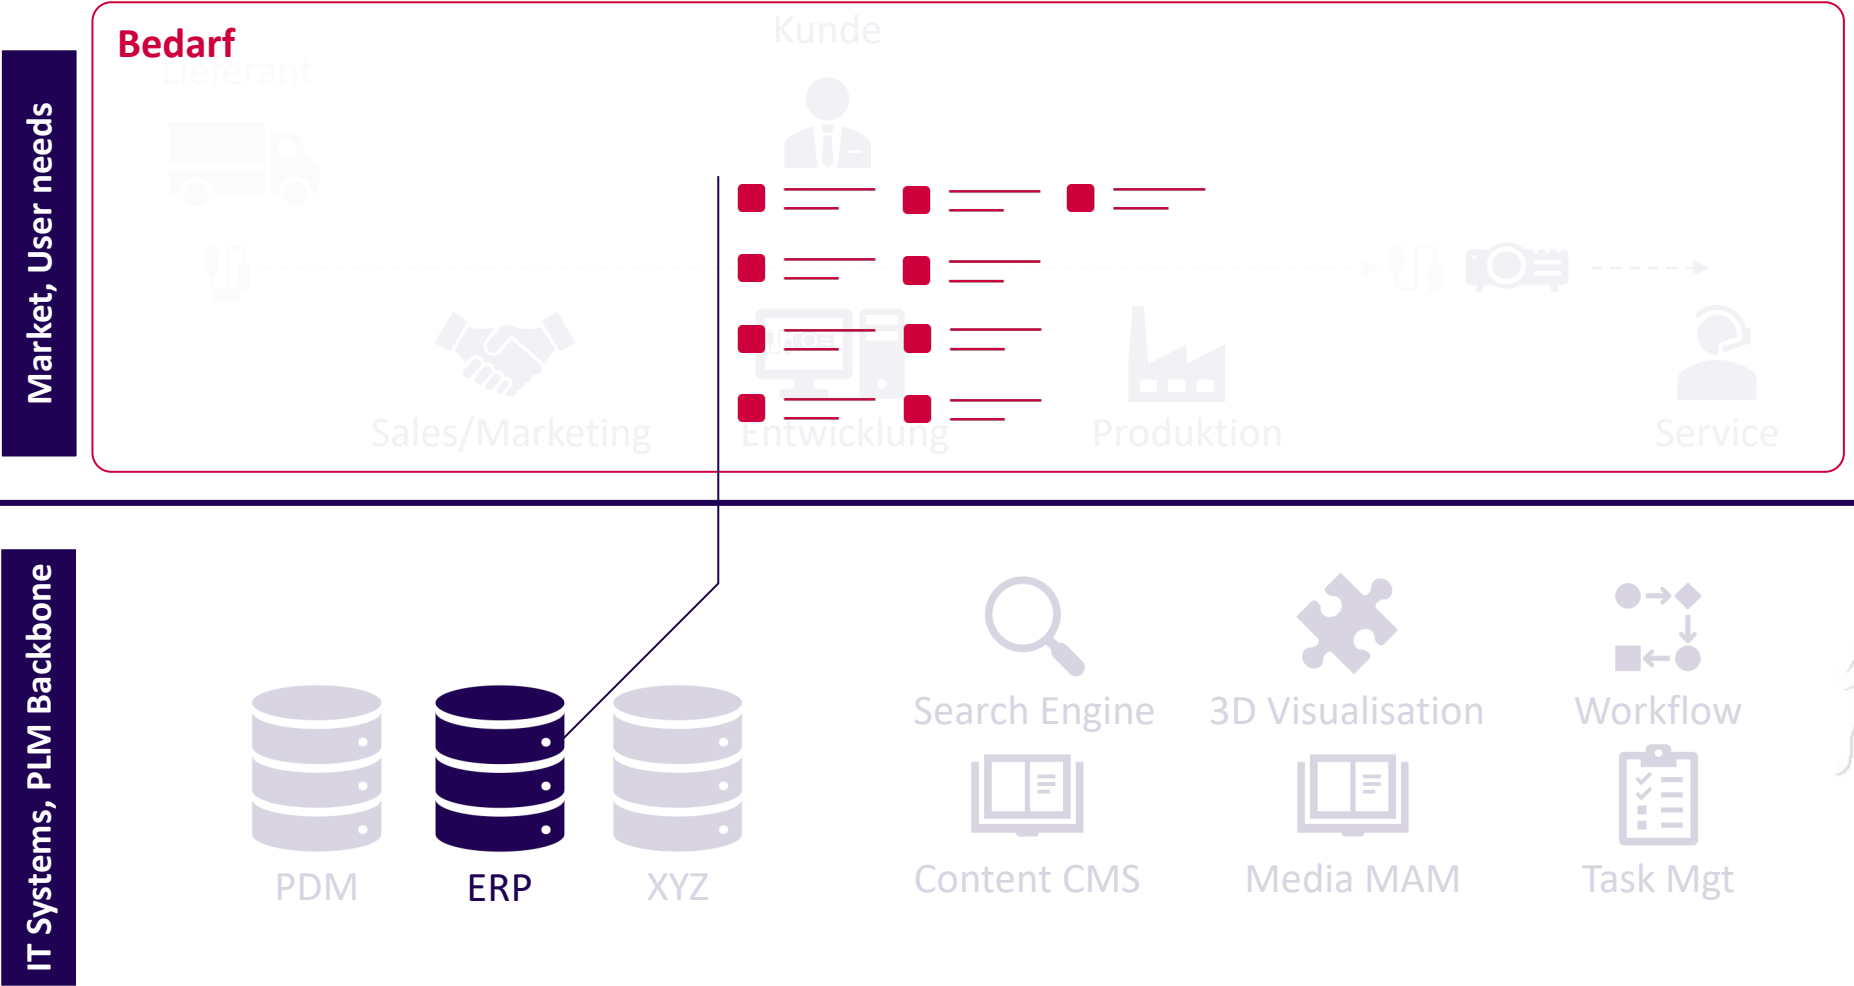 Bedarf
Kunde
Lieferant
Market, User needs
Sales/Marketing
Entwicklung
Produktion
Service
IT Systems, PLM Backbone
Search Engine
3D Visualisation
Workflow
PDM
ERP
XYZ
Content CMS
Media MAM
Task Mgt